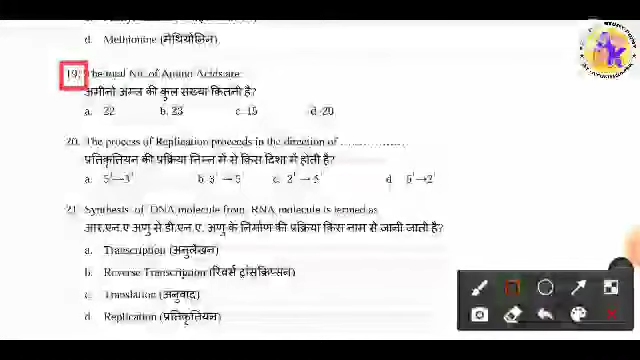 d. Methionine (मेथियोनिन)
19. The total No. of Amino Acids are
अमीनो अम्ल की कुल संख्या कितनी है?
a. 22 b. 23 c. 15 d. 20
20. The process of Replication proceeds in the direction of ................
प्रतिकृतियन की प्रक्रिया निम्न में से किस दिशा में होती है?
a. 5'→3' b. 3' → 5' c. 2' → 5' d. 5'→2'
21. Synthesis of DNA molecule from RNA molecule is termed as
आर.एन.ए अणु से डी.एन.ए. अणु के निर्माण की प्रक्रिया किस नाम से जानी जाती है?
a. Transcription (अनुलेखन)
b. Reverse Transcription (रिवर्स ट्रांसक्रिप्सन)
c. Translation (अनुवाद)
d. Replication (प्रतिकृतियन)